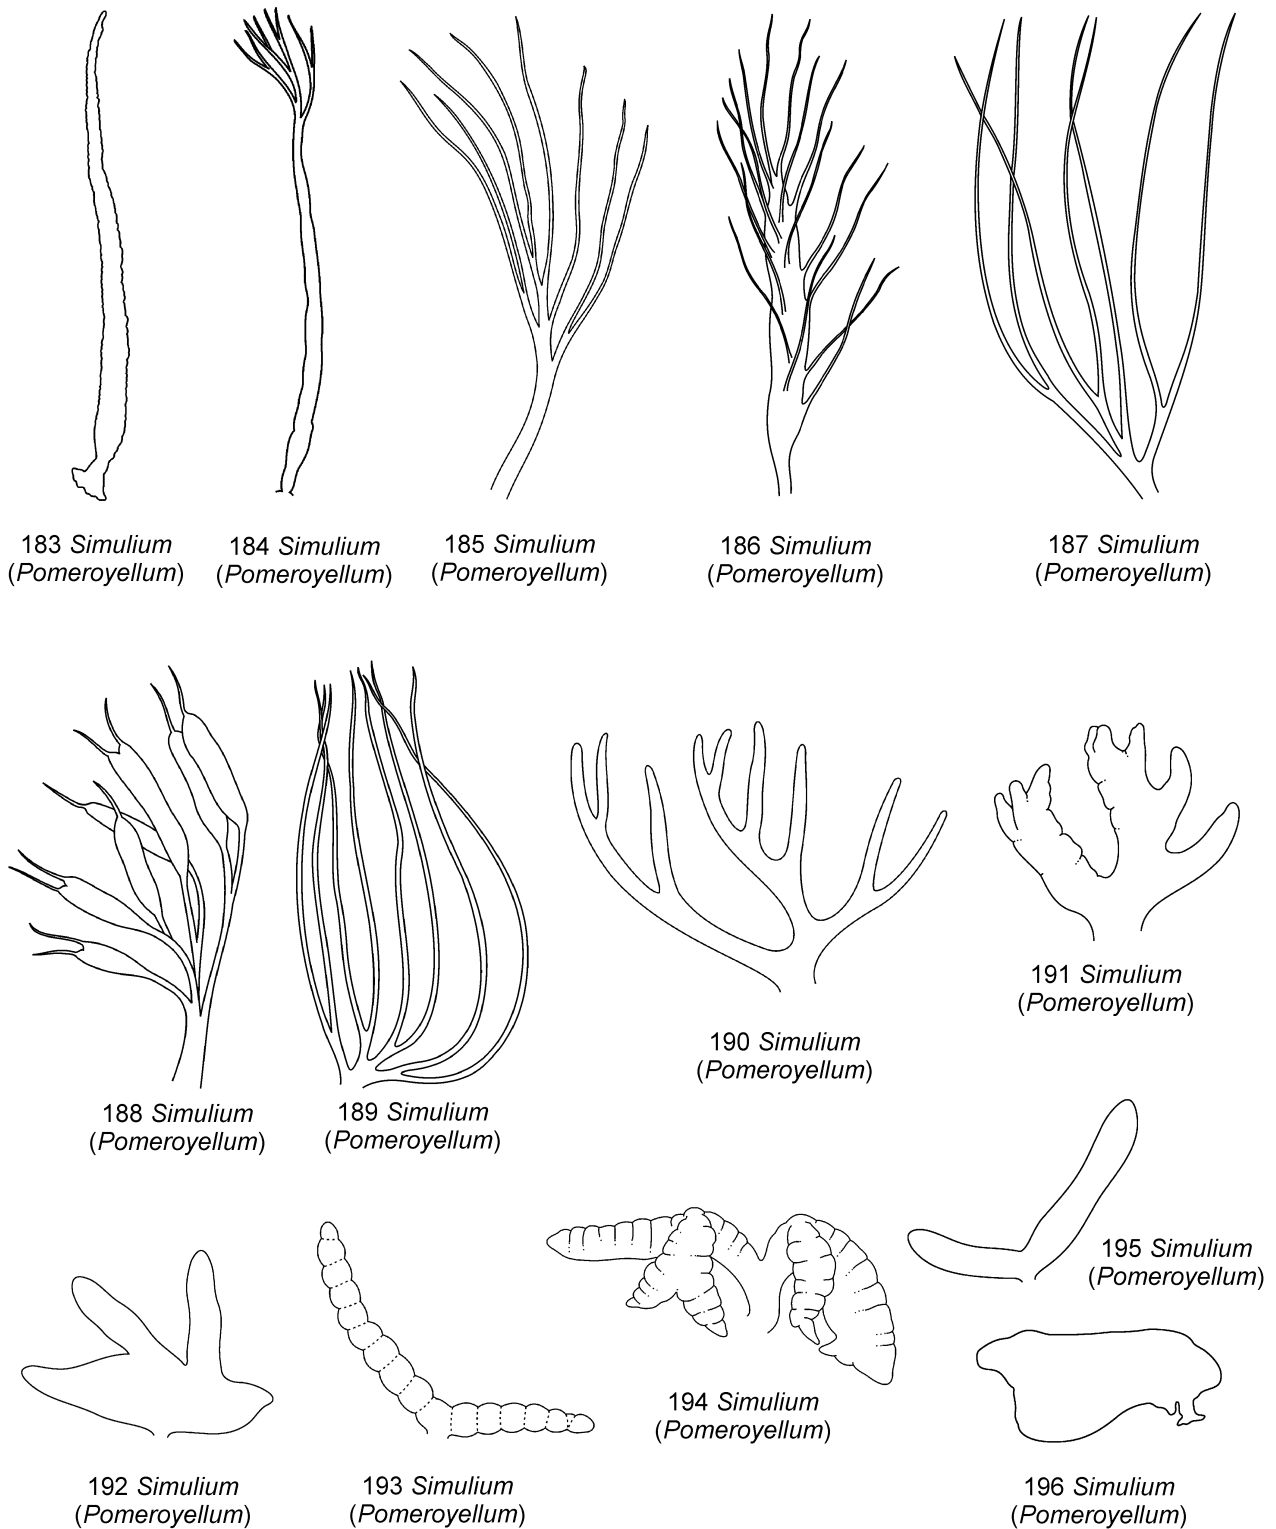 183 Simulium
(Pomeroyellum)
184 Simulium
(Pomeroyellum)
185 Simulium
(Pomeroyellum)
186 Simulium
(Pomeroyellum)
187 Simulium
(Pomeroyellum)
188 Simulium
(Pomeroyellum)
189 Simulium
(Pomeroyellum)
190 Simulium
(Pomeroyellum)
191 Simulium
(Pomeroyellum)
192 Simulium
(Pomeroyellum)
193 Simulium
(Pomeroyellum)
194 Simulium
(Pomeroyellum)
195 Simulium
(Pomeroyellum)
196 Simulium
(Pomeroyellum)